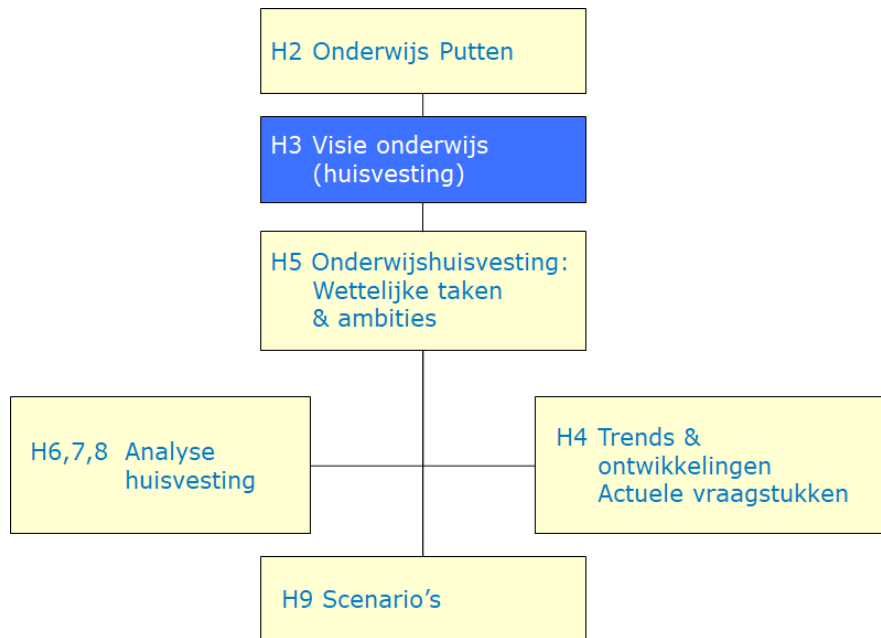 H2 Onderwijs Putten
H3 Visie onderwijs
(huisvesting)
H5 Onderwijshuisvesting:
Wettelijke taken
& ambities
H6,7,8 Analyse
huisvesting
H4 Trends &
ontwikkelingen
Actuele vraagstukken
H9 Scenario's